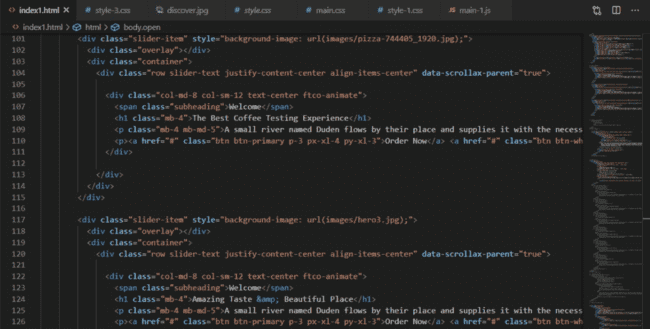 index1.html style-3.css discover.jpg style.css main.css style-1.css main-1.js
index1.html > html > body.open
101 <div class="slider-item" style="background-image: url(images/pizza-744405_1920.jpg);">
102 <div class="overlay"></div>
103 <div class="container">
104 <div class="row slider-text justify-content-center align-items-center" data-scrollax-parent="true">
105
106 <div class="col-md-8 col-sm-12 text-center ftco-animate">
107 <span class="subheading">Welcome</span>
108 <h1 class="mb-4">The Best Coffee Testing Experience</h1>
109 <p class="mb-4 mb-md-5">A small river named Duden flows by their place and supplies it with the necess
110 <p><a href="#" class="btn btn-primary p-3 px-xl-4 py-xl-3">Order Now</a> <a href="#" class="btn btn-wh
111 </div>
112
113 </div>
114 </div>
115 </div>
116
117 <div class="slider-item" style="background-image: url(images/hero3.jpg);">
118 <div class="overlay"></div>
119 <div class="container">
120 <div class="row slider-text justify-content-center align-items-center" data-scrollax-parent="true">
121
122 <div class="col-md-8 col-sm-12 text-center ftco-animate">
123 <span class="subheading">Welcome</span>
124 <h1 class="mb-4">Amazing Taste &amp; Beautiful Place</h1>
125 <p class="mb-4 mb-md-5">A small river named Duden flows by their place and supplies it with the necess
126 <p><a href="#" class="btn btn-primary p-3 px-xl-4 py-xl-3">Order Now</a> <a href="#" class="btn btn-wh